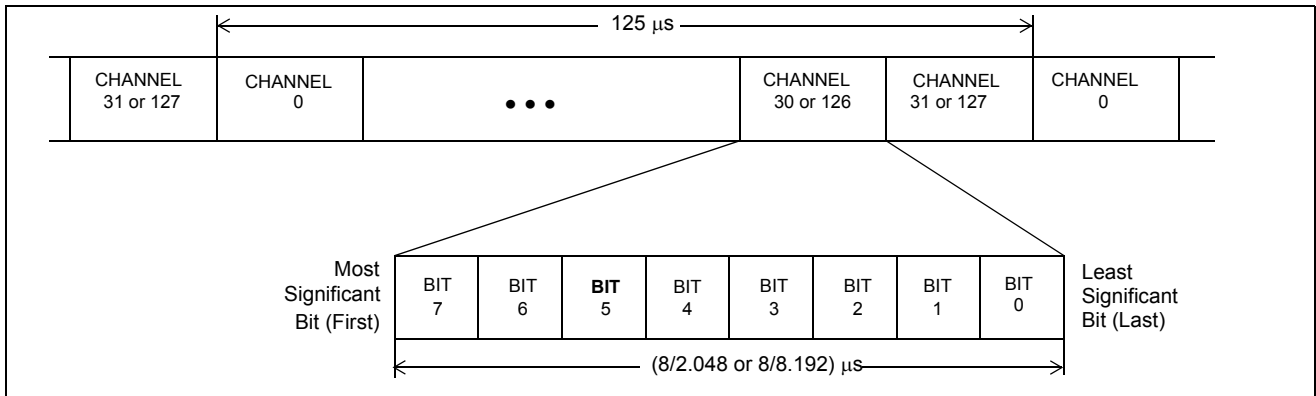 125 μs
CHANNEL
31 or 127
CHANNEL
0
• • •
CHANNEL
30 or 126
CHANNEL
31 or 127
CHANNEL
0
Most
Significant
Bit (First)
BIT
7
BIT
6
BIT
5
BIT
4
BIT
3
BIT
2
BIT
1
BIT
0
Least
Significant
Bit (Last)
(8/2.048 or 8/8.192) μs